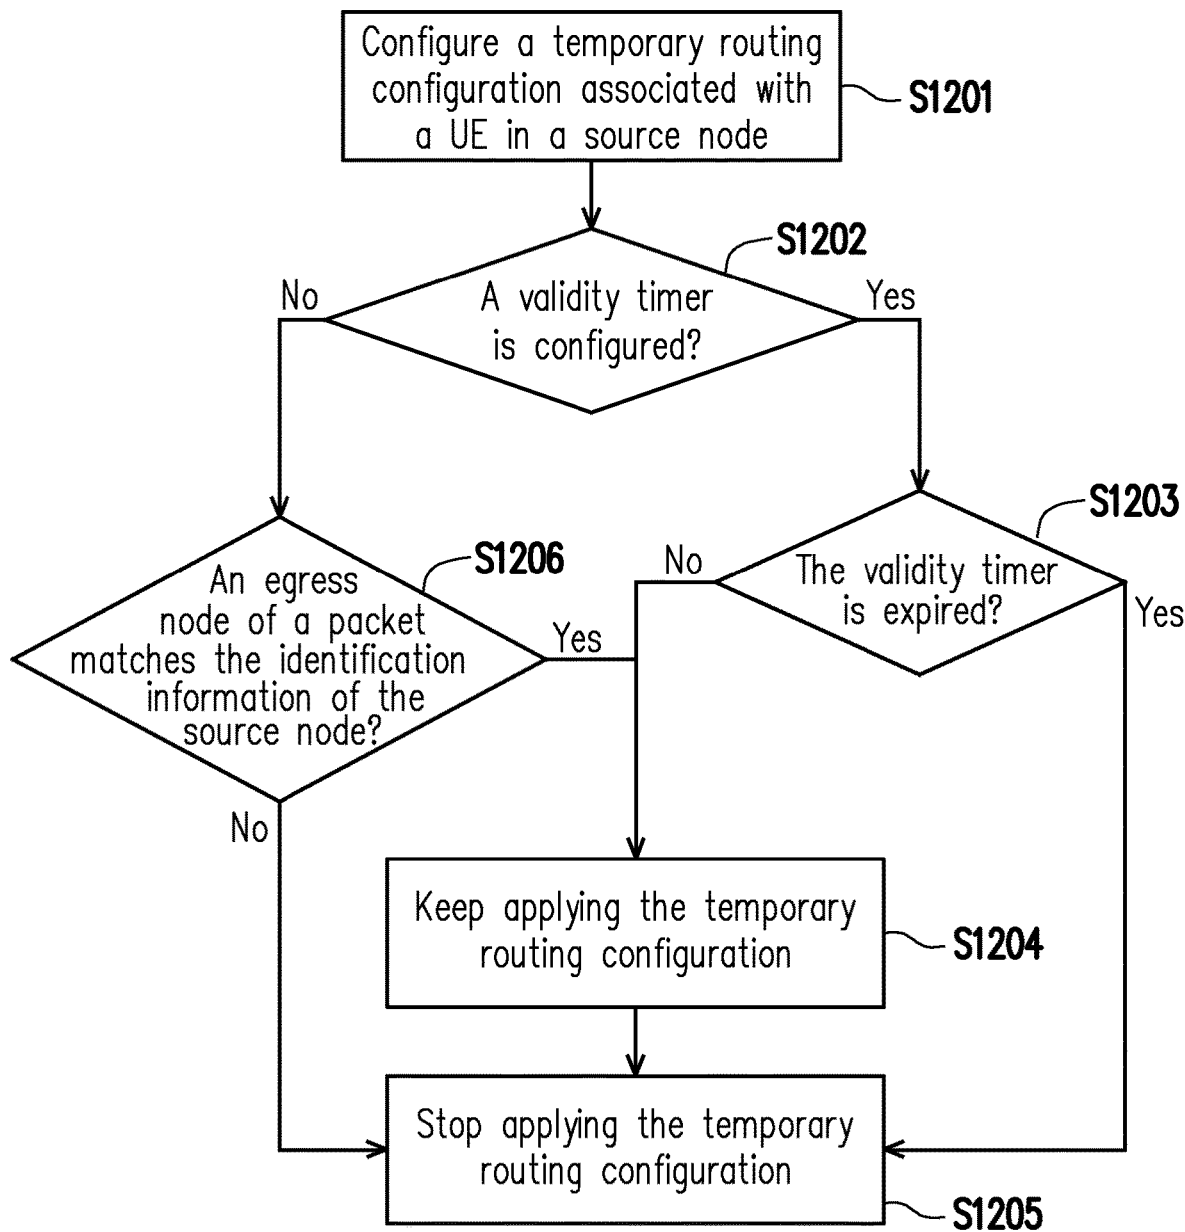 Configure a temporary routing
configuration associated with
a UE in a source node
S1201
S1202
A validity timer
is configured?
No
Yes
S1203
The validity timer
is expired?
No
Yes
S1206
An egress
node of a packet
matches the identification
information of the
source node?
Yes
No
Keep applying the temporary
routing configuration
S1204
Stop applying the temporary
routing configuration
S1205